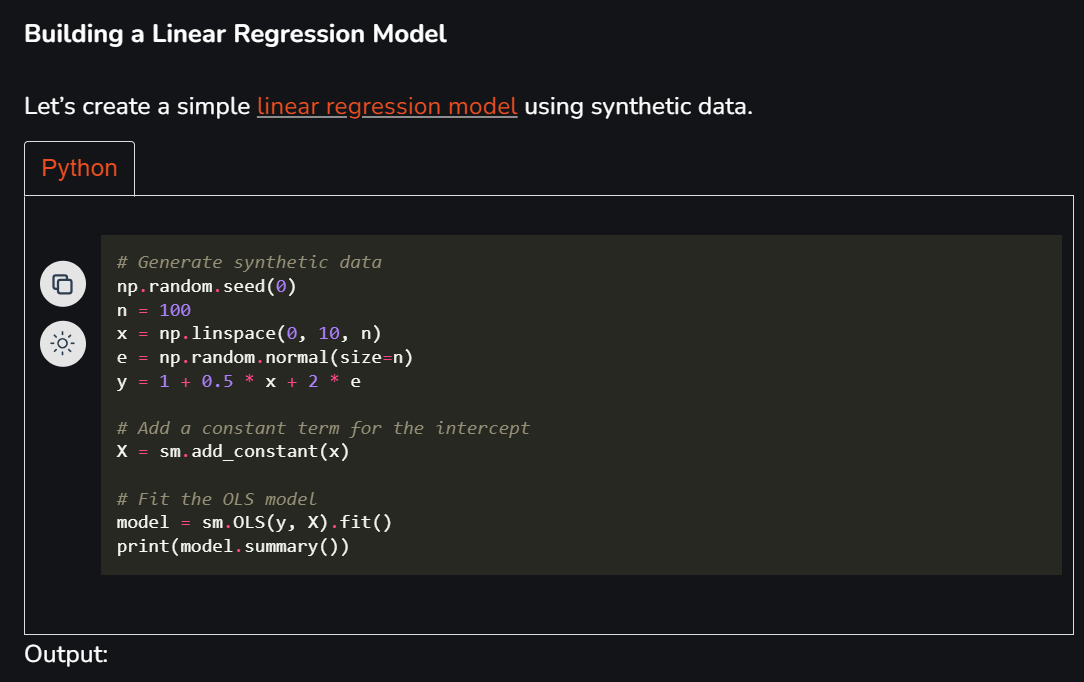 Building a Linear Regression Model
Let’s create a simple linear regression model using synthetic data.
Python
# Generate synthetic data
np.random.seed(0)
n = 100
x = np.linspace(0, 10, n)
e = np.random.normal(size=n)
y = 1 + 0.5 * x + 2 * e
# Add a constant term for the intercept
X = sm.add_constant(x)
# Fit the OLS model
model = sm.OLS(y, X).fit()
print(model.summary())
Output: